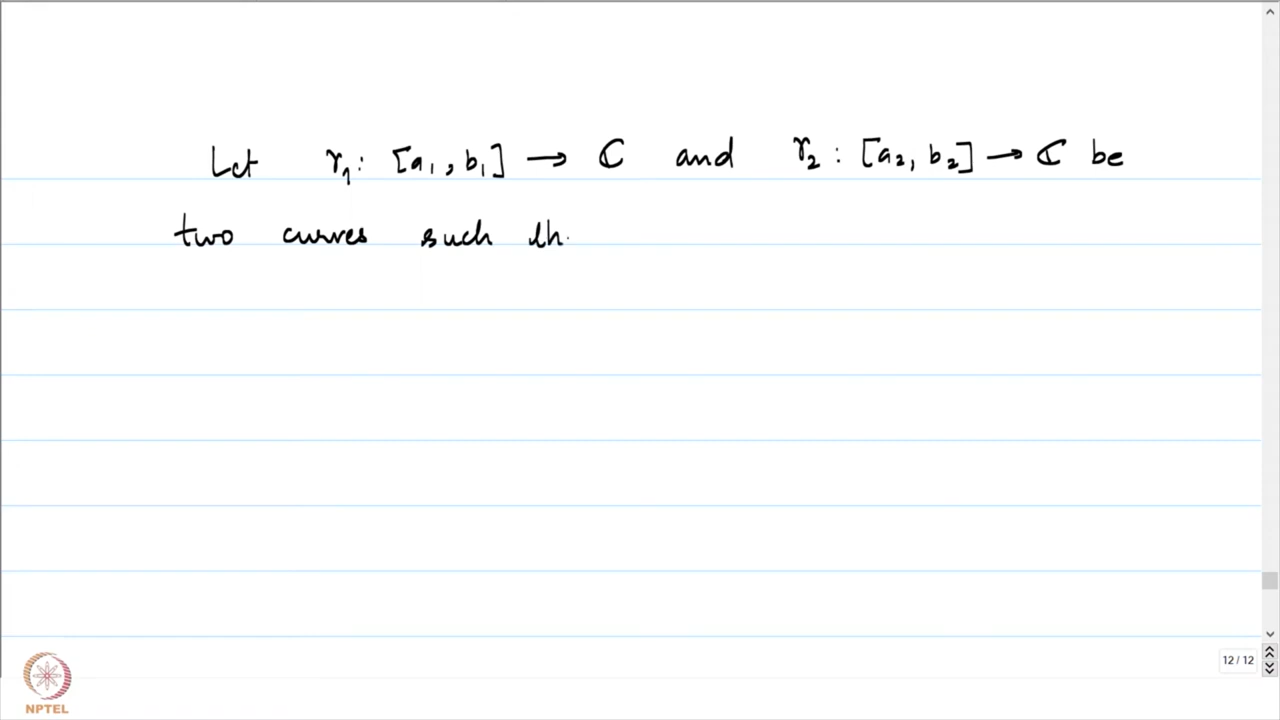 Let γ₁ : [a₁, b₁] → ℂ and γ₂ : [a₂, b₂] → ℂ be
two curves such th
12 / 12
NPTEL